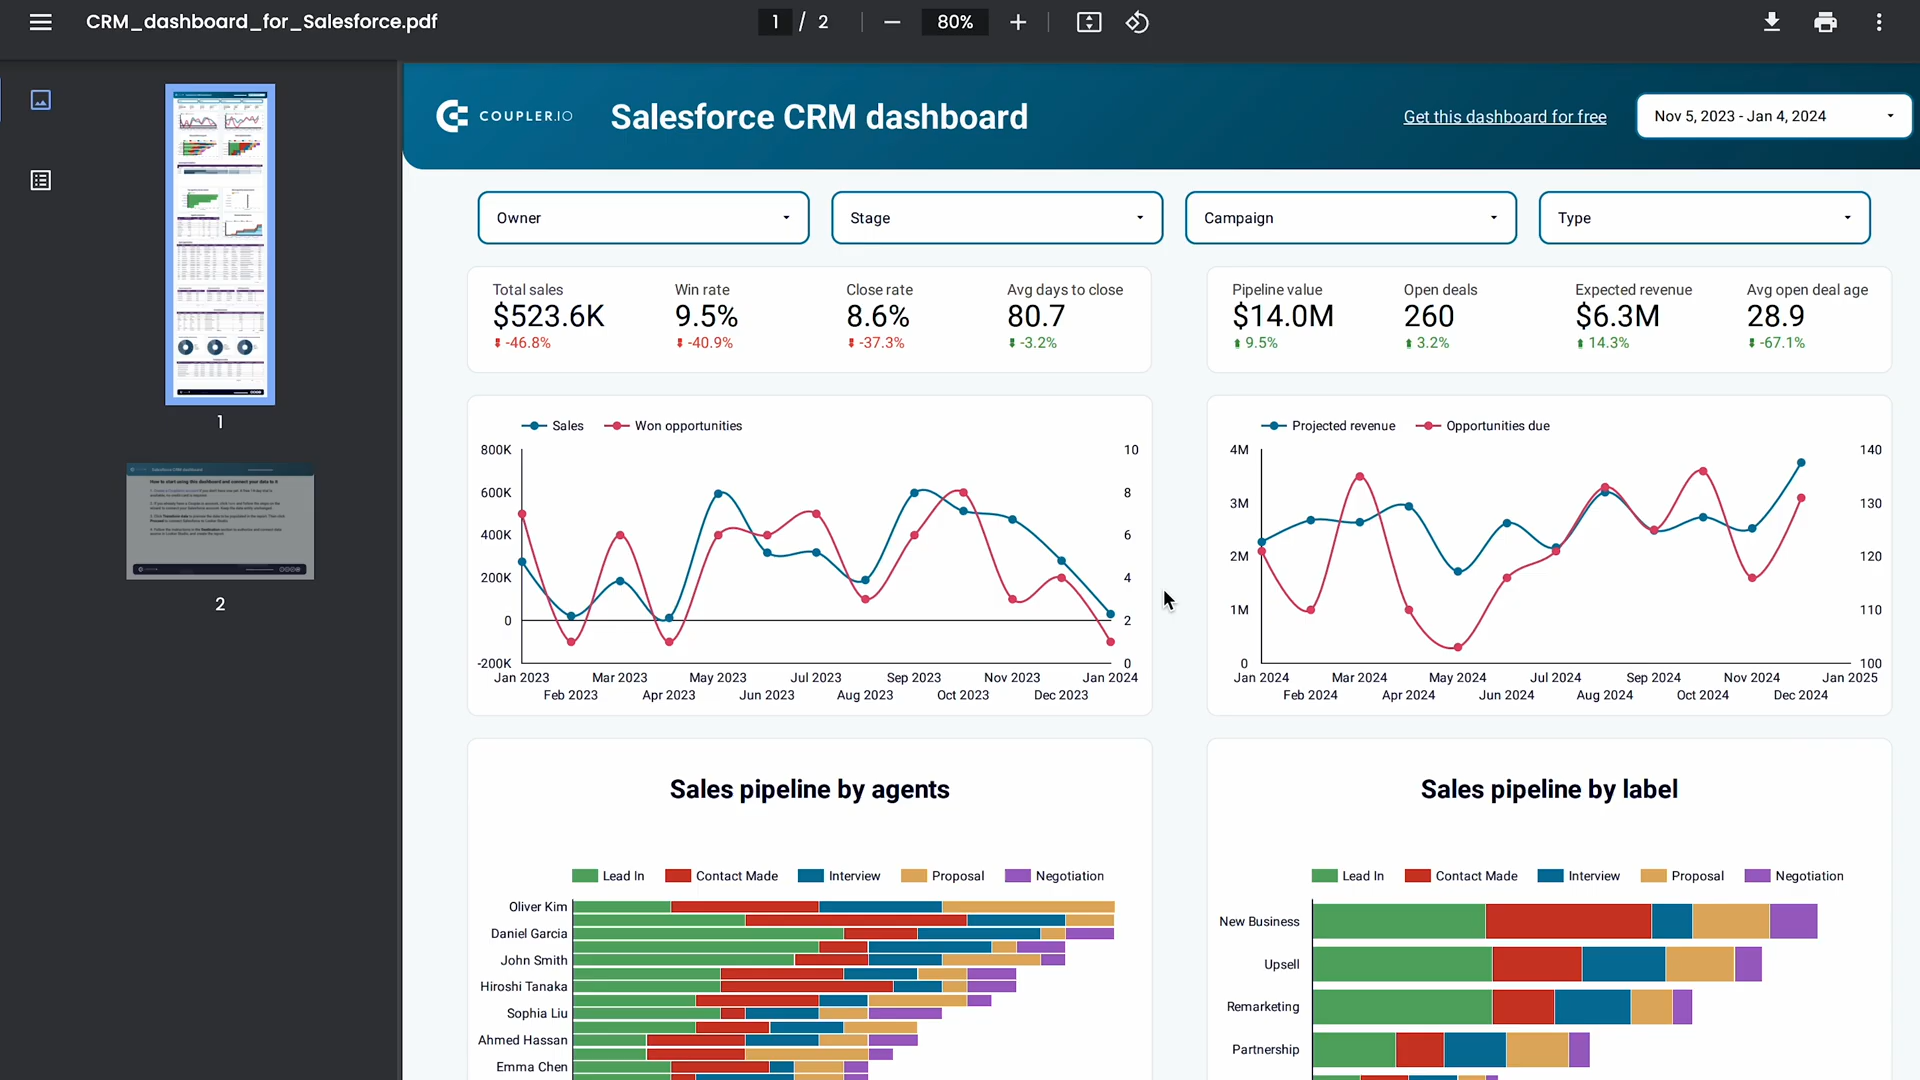 CRM_dashboard_for_Salesforce.pdf
1 / 2
80%
1
2
COUPLER.IO
Salesforce CRM dashboard
Get this dashboard for free
Nov 5, 2023 - Jan 4, 2024
Owner
Stage
Campaign
Type
Total sales
$523.6K
-46.8%
Win rate
9.5%
-40.9%
Close rate
8.6%
-37.3%
Avg days to close
80.7
-3.2%
Pipeline value
$14.0M
9.5%
Open deals
260
3.2%
Expected revenue
$6.3M
14.3%
Avg open deal age
28.9
-67.1%
Sales Won opportunities
800K 10
600K 8
400K 6
200K 4
0 2
-200K 0
Jan 2023 Mar 2023 May 2023 Jul 2023 Sep 2023 Nov 2023 Jan 2024
Feb 2023 Apr 2023 Jun 2023 Aug 2023 Oct 2023 Dec 2023
Projected revenue Opportunities due
4M 140
3M 130
2M 120
1M 110
0 100
Jan 2024 Mar 2024 May 2024 Jul 2024 Sep 2024 Nov 2024 Jan 2025
Feb 2024 Apr 2024 Jun 2024 Aug 2024 Oct 2024 Dec 2024
Sales pipeline by agents
Lead In Contact Made Interview Proposal Negotiation
Oliver Kim
Daniel Garcia
John Smith
Hiroshi Tanaka
Sophia Liu
Ahmed Hassan
Emma Chen
Sales pipeline by label
Lead In Contact Made Interview Proposal Negotiation
New Business
Upsell
Remarketing
Partnership